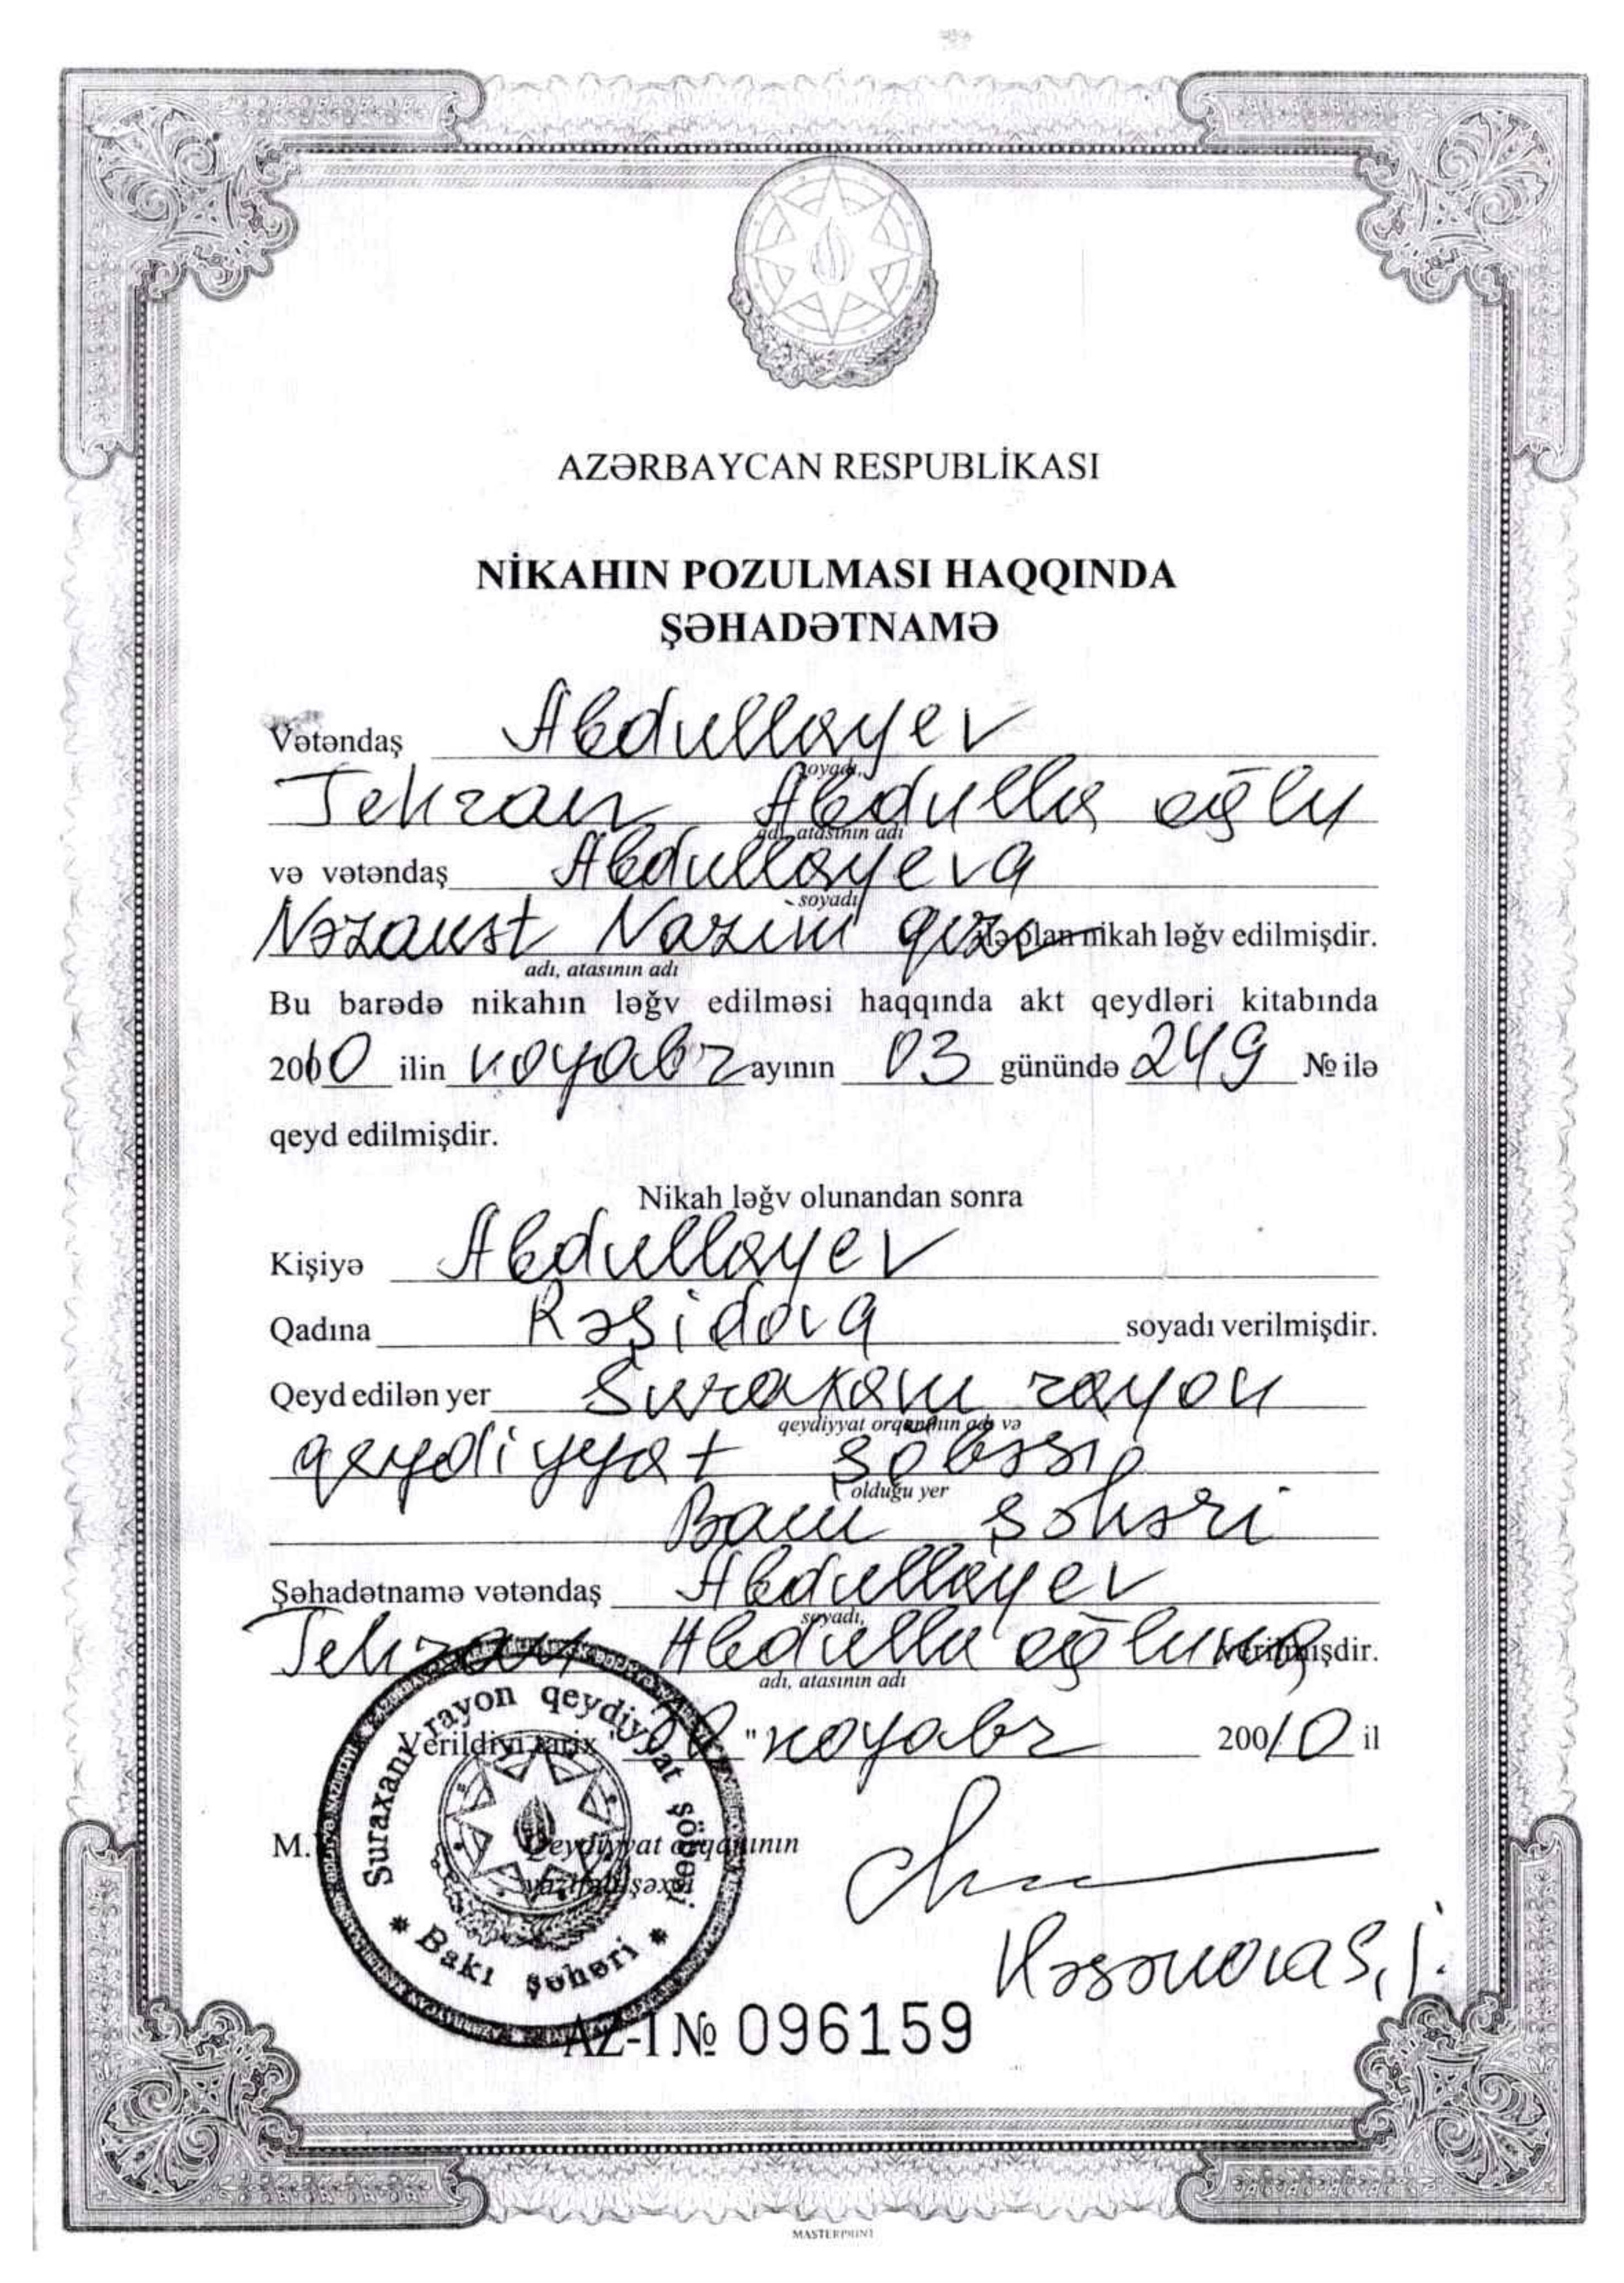 AZƏRBAYCAN RESPUBLİKASI
NİKAHIN POZULMASI HAQQINDA
ŞƏHADƏTNAMƏ
Vətəndaş Abdullayev
soyadı,
Tehran Abdulla oğlu
adı, atasının adı
və vətəndaş Abdullayeva
soyadı
Nazim qızı ilə olan nikah ləğv edilmişdir.
adı, atasının adı
Bu barədə nikahın ləğv edilməsi haqqında akt qeydləri kitabında
2010 ilin noyabr ayının 03 günündə 249 № ilə
qeyd edilmişdir.
Nikah ləğv olunandan sonra
Kişiyə Abdullayev
Qadına Rəşidova soyadı verilmişdir.
Qeyd edilən yer Suraxanı rayon
qeydiyyat orqanının adı və
qeydiyyat şöbəsi
olduğu yer
Bakı şəhəri
Şəhadətnamə vətəndaş Abdullayev
soyadı,
Tehran Abdulla oğluna verilmişdir.
adı, atasının adı
Verildiyi tarix " " noyabr 20010 il
M.
Qeydiyyat orqanının
vəzifəli şəxsi
Həsənova S.İ.
Suraxanı rayon qeydiyyat şöbəsi
* Bakı şəhəri *
AZ-I № 096159
MASTERPRINT